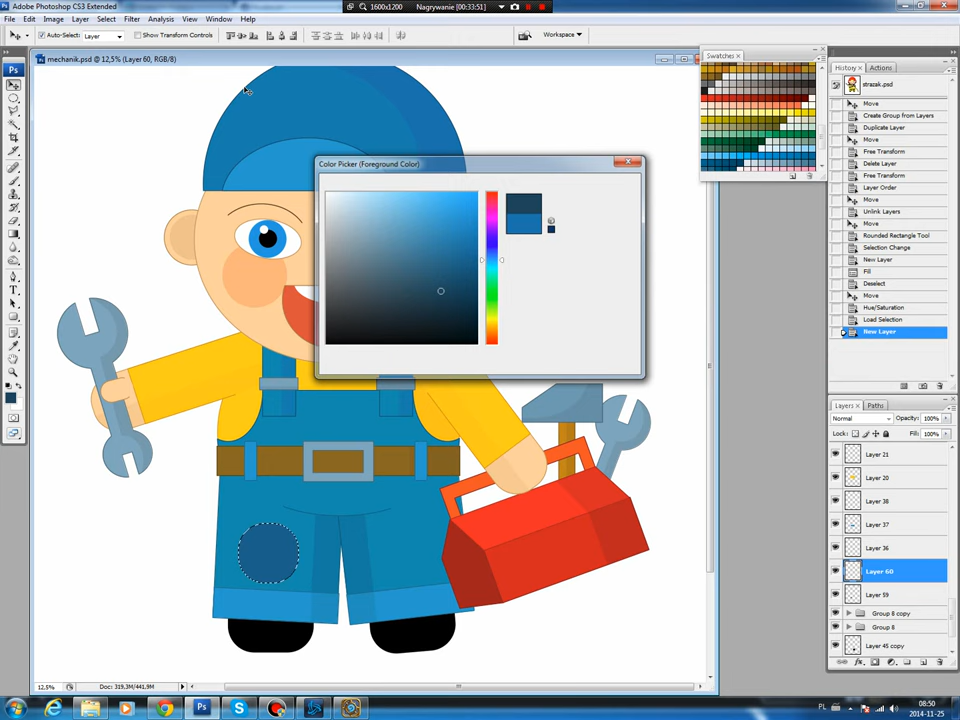 Adobe Photoshop CS3 Extended
1600x1200
Nagrywanie [00:33:51]
File Edit Image Layer Select Filter Analysis View Window Help
Auto-Select: Layer
Show Transform Controls
Workspace
mechanik.psd @ 12,5% (Layer 60, RGB/8)
Swatches
History
Actions
strazak.psd
Move
Create Group from Layers
Duplicate Layer
Move
Free Transform
Delete Layer
Free Transform
Layer Order
Move
Unlink Layers
Move
Rounded Rectangle Tool
Selection Change
New Layer
Fill
Deselect
Move
Hue/Saturation
Load Selection
New Layer
Color Picker (Foreground Color)
Layers
Paths
Normal
Opacity: 100%
Lock:
Fill: 100%
Layer 21
Layer 20
Layer 38
Layer 37
Layer 36
Layer 60
Layer 59
Group 8 copy
Group 8
Layer 45 copy
12,5%
Doc: 319,3M/441,9M
PL
08:50
2014-11-25